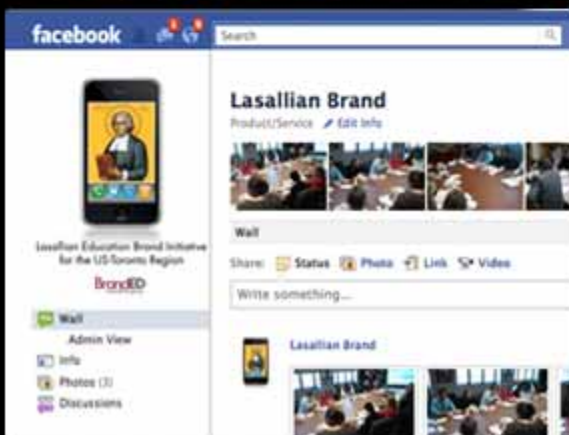 facebook
Search
Lasallian Brand
Product/Service Edit Info
Lasallian Education Brand Initiative
for the US-Toronto Region
BrandED
Wall
Admin View
Info
Photos (3)
Discussions
Wall
Share: Status Photo Link Video
Write something...
Lasallian Brand